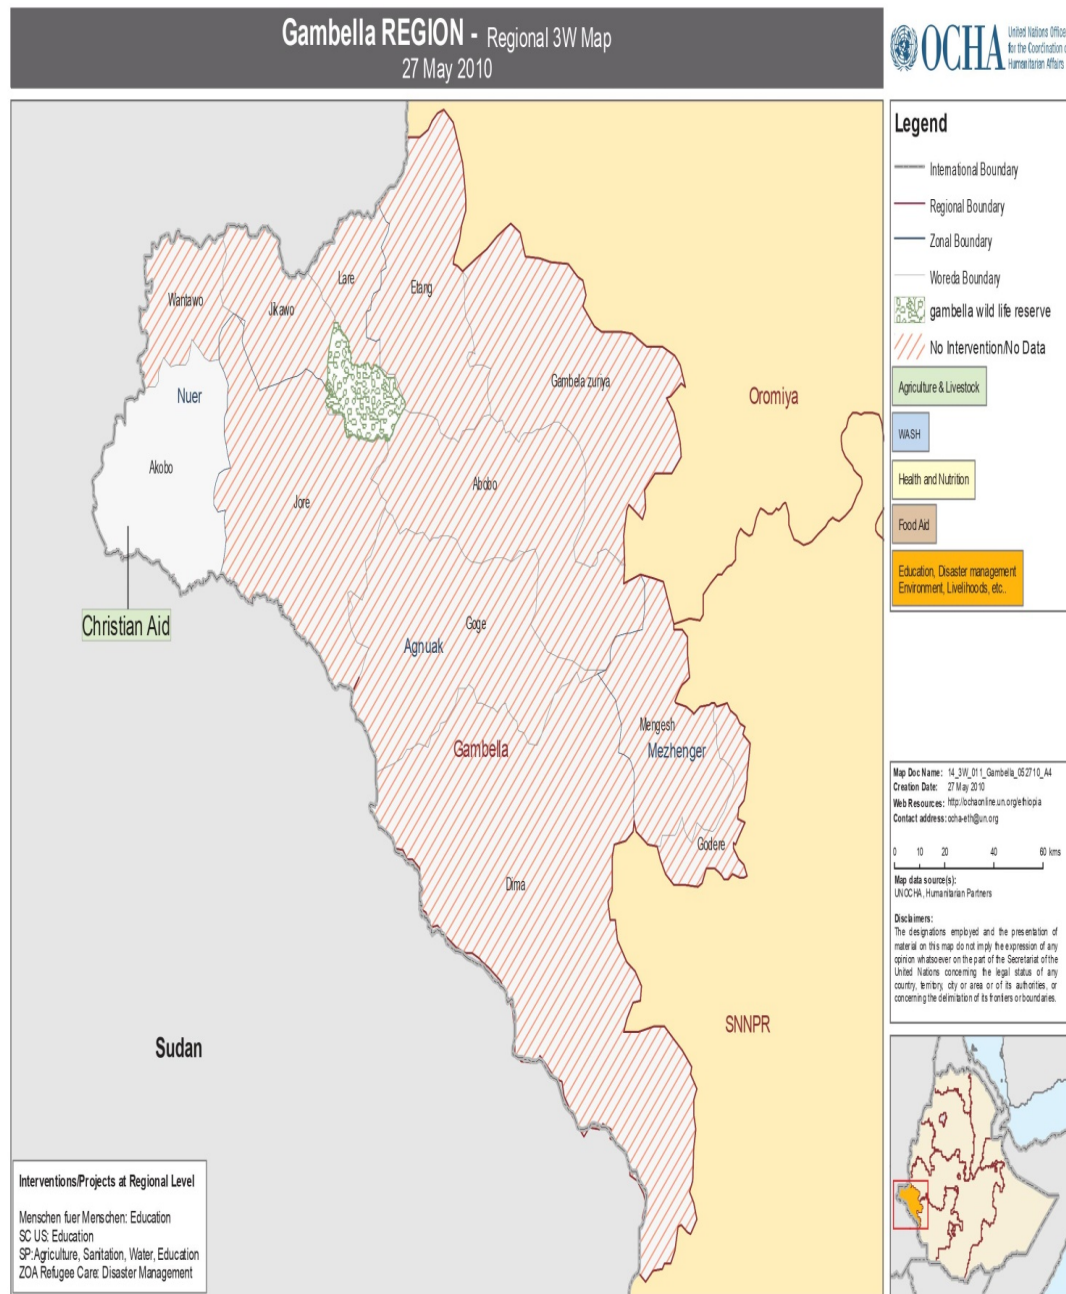 Gambella REGION - Regional 3W Map
27 May 2010
OCHA
United Nations Office
for the Coordination o
Humanitarian Affairs
Legend
International Boundary
Regional Boundary
Zonal Boundary
Woreda Boundary
gambella wild life reserve
No Intervention/No Data
Agriculture & Livestock
WASH
Health and Nutrition
Food Aid
Education, Disaster management
Environment, Livelihoods, etc..
Wantawo
Jikawo
Lare
Etang
Gambela zuriya
Nuer
Akobo
Jore
Abobo
Oromiya
Christian Aid
Goge
Agnuak
Mengesh
Mezhenger
Gambella
Godere
Dima
SNNPR
Sudan
Map Doc Name: 14_3W_011_Gambella_052710_A4
Creation Date: 27 May 2010
Web Resources: http://ochaonline.un.org/ethiopia
Contact address: ocha-eth@un.org
0 10 20 40 60 kms
Map data source(s):
UNOCHA, Humanitarian Partners
Disclaimers:
The designations employed and the presentation of
material on this map do not imply the expression of any
opinion whatsoever on the part of the Secretariat of the
United Nations concerning the legal status of any
country, territory, city or area or of its authorities, or
concerning the delimitation of its frontiers or boundaries.
Interventions/Projects at Regional Level
Menschen fuer Menschen: Education
SC US: Education
SP:Agriculture, Sanitation, Water, Education
ZOA Refugee Care: Disaster Management